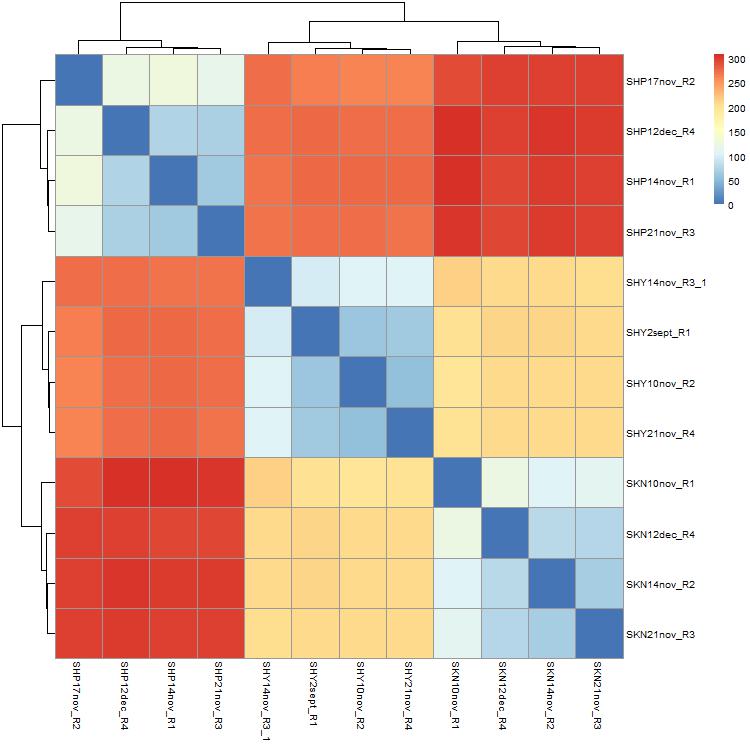 300
250
200
150
100
50
0
SHP17nov_R2
SHP12dec_R4
SHP14nov_R1
SHP21nov_R3
SHY14nov_R3_1
SHY2sept_R1
SHY10nov_R2
SHY21nov_R4
SKN10nov_R1
SKN12dec_R4
SKN14nov_R2
SKN21nov_R3
SHP17nov_R2
SHP12dec_R4
SHP14nov_R1
SHP21nov_R3
SHY14nov_R3_1
SHY2sept_R1
SHY10nov_R2
SHY21nov_R4
SKN10nov_R1
SKN12dec_R4
SKN14nov_R2
SKN21nov_R3